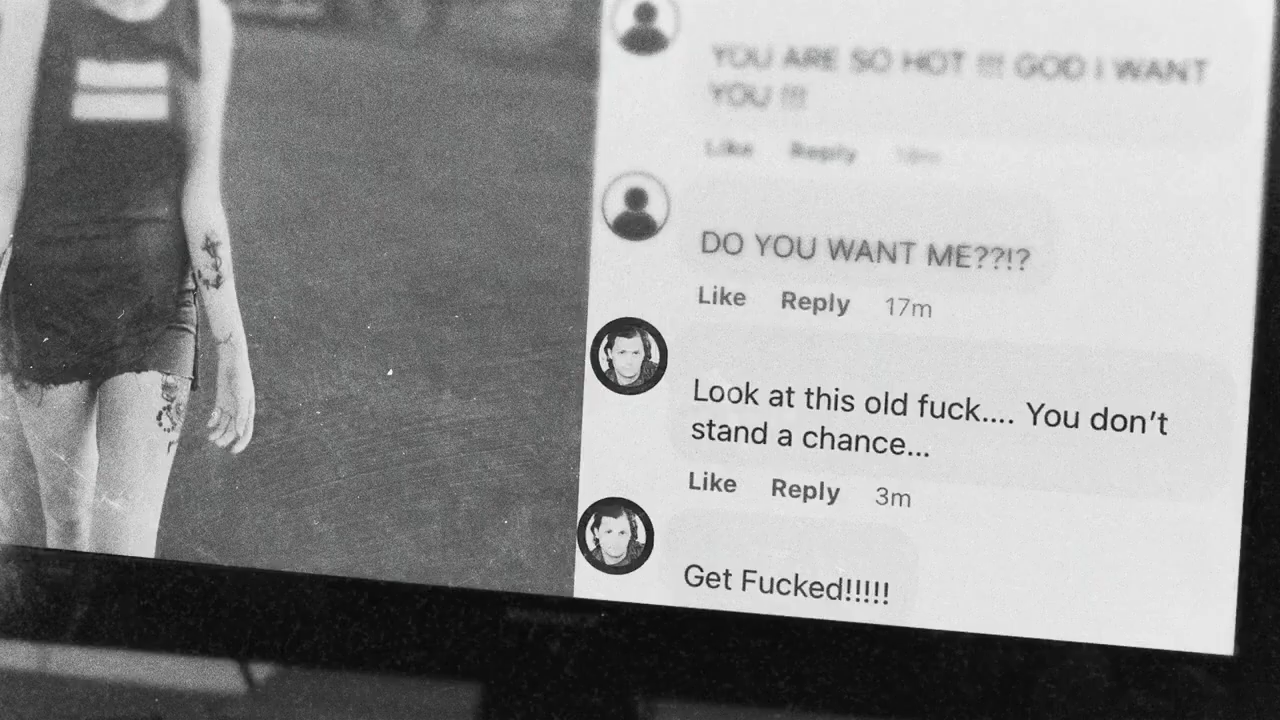 YOU ARE SO HOT !!! GOD I WANT
YOU !!!
Like Reply
DO YOU WANT ME??!?
Like Reply 17m
Look at this old fuck.... You don't
stand a chance...
Like Reply 3m
Get Fucked!!!!!